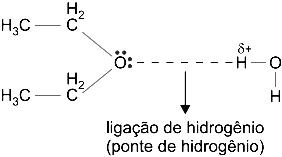 H₂
H₃C—C
O
δ+
H—O
H
H₃C—C
H₂
ligação de hidrogênio
(ponte de hidrogênio)